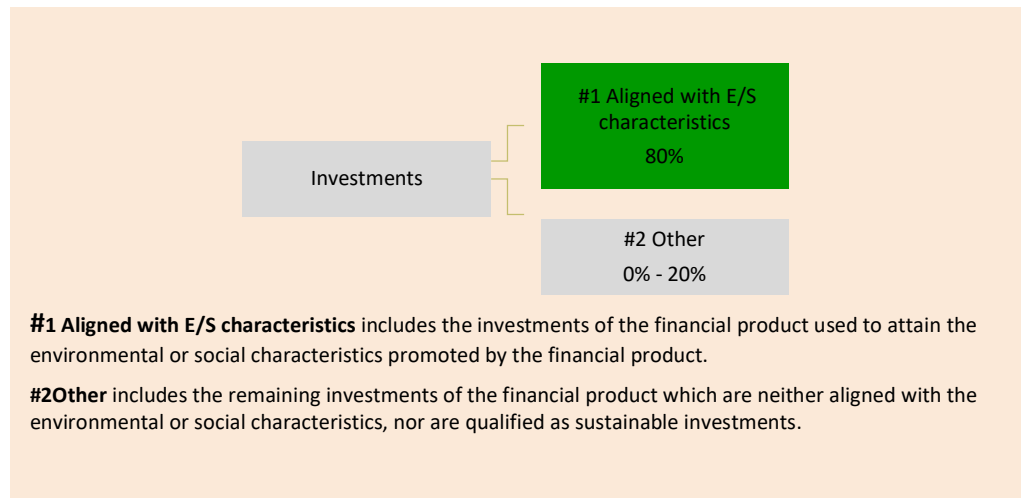 #1 Aligned with E/S
characteristics
80%
Investments
#2 Other
0% - 20%
#1 Aligned with E/S characteristics includes the investments of the financial product used to attain the
environmental or social characteristics promoted by the financial product.
#2Other includes the remaining investments of the financial product which are neither aligned with the
environmental or social characteristics, nor are qualified as sustainable investments.